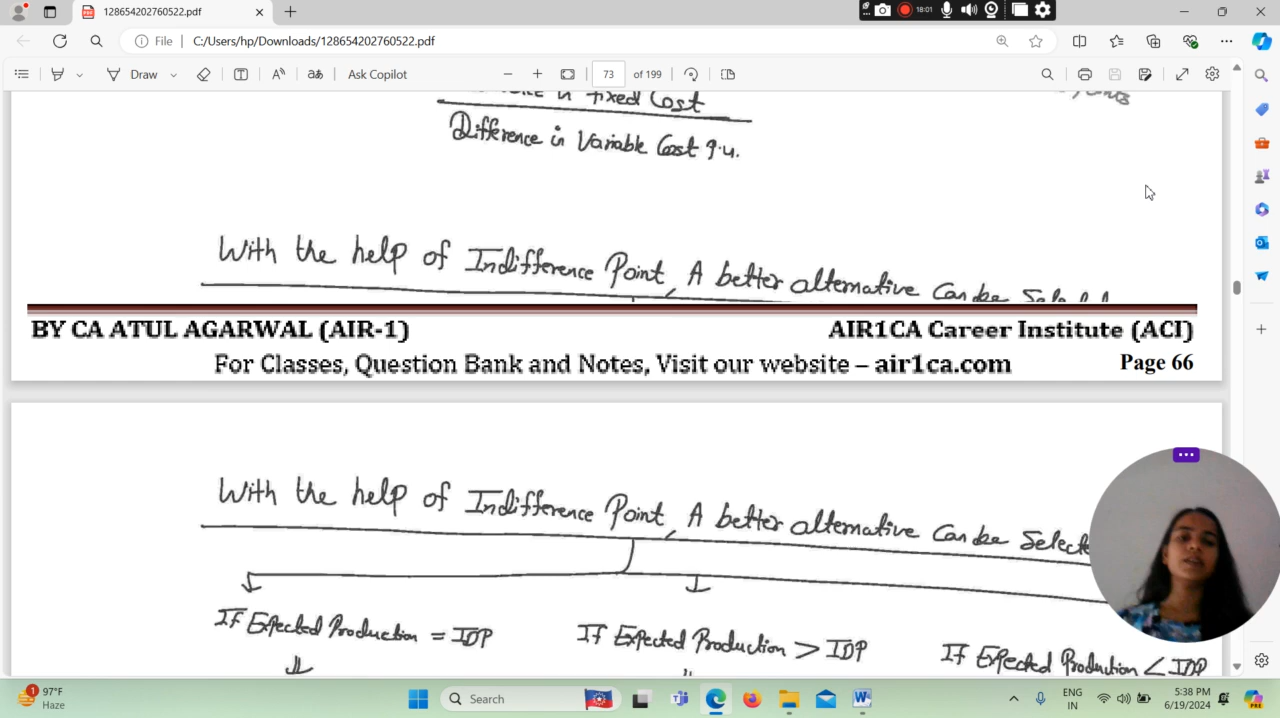 128654202760522.pdf
18:01
File
C:/Users/hp/Downloads/128654202760522.pdf
Draw
Ask Copilot
73
of 199
in fixed Cost
Difference in Variable Cost p.u.
With the help of Indifference Point, A better alternative Can be
BY CA ATUL AGARWAL (AIR-1)
AIR1CA Career Institute (ACI)
For Classes, Question Bank and Notes, Visit our website – air1ca.com
Page 66
With the help of Indifference Point, A better alternative Can be
If Expected Production = IDP
If Expected Production > IDP
If Expected Production < IDP
1
97°F
Haze
Search
ENG
IN
5:38 PM
6/19/2024
PRE